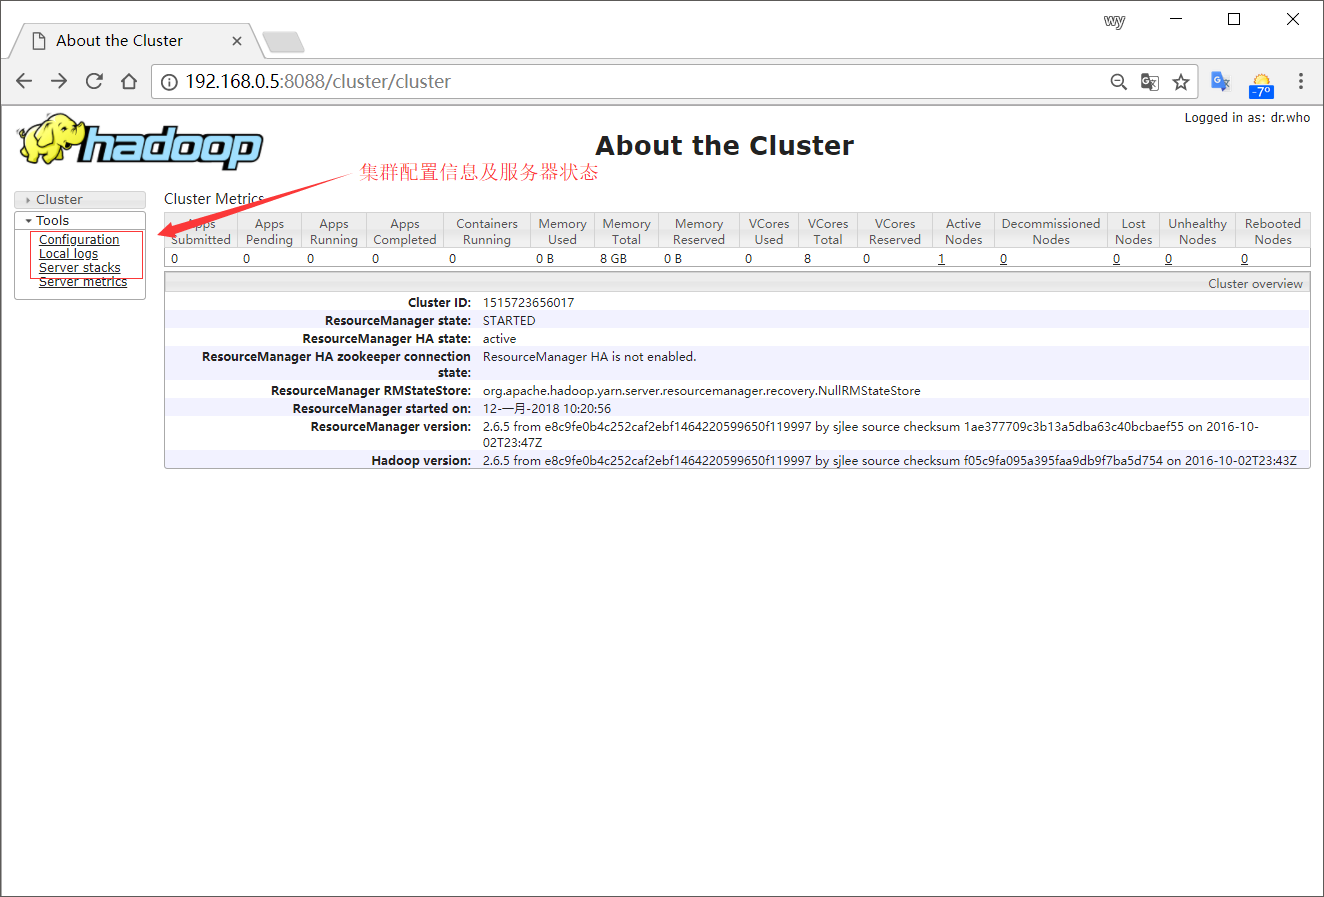 wy
About the Cluster
192.168.0.5:8088/cluster/cluster
-7°
Logged in as: dr.who
hadoop
About the Cluster
集群配置信息及服务器状态
Cluster
Tools
Configuration
Local logs
Server stacks
Server metrics
Cluster Metrics
Apps Submitted Apps Pending Apps Running Apps Completed Containers Running Memory Used Memory Total Memory Reserved VCores Used VCores Total VCores Reserved Active Nodes Decommissioned Nodes Lost Nodes Unhealthy Nodes Rebooted Nodes
0 0 0 0 0 0 B 8 GB 0 B 0 8 0 1 0 0 0 0
Cluster overview
Cluster ID: 1515723656017
ResourceManager state: STARTED
ResourceManager HA state: active
ResourceManager HA zookeeper connection state: ResourceManager HA is not enabled.
ResourceManager RMStateStore: org.apache.hadoop.yarn.server.resourcemanager.recovery.NullRMStateStore
ResourceManager started on: 12-一月-2018 10:20:56
ResourceManager version: 2.6.5 from e8c9fe0b4c252caf2ebf1464220599650f119997 by sjlee source checksum 1ae377709c3b13a5dba63c40bcbaef55 on 2016-10-
02T23:47Z
Hadoop version: 2.6.5 from e8c9fe0b4c252caf2ebf1464220599650f119997 by sjlee source checksum f05c9fa095a395faa9db9f7ba5d754 on 2016-10-02T23:43Z